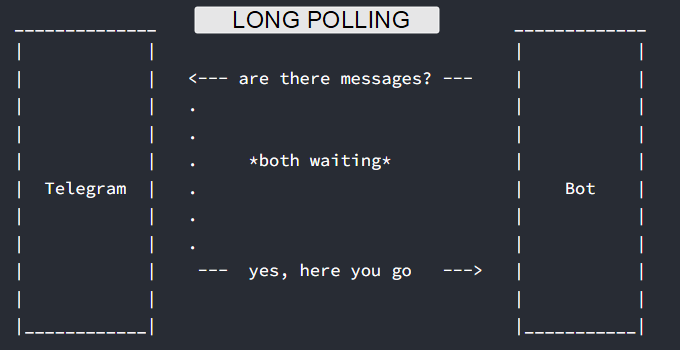 LONG POLLING
<--- are there messages? ---
.
.
. *both waiting*
Telegram . Bot
.
.
--- yes, here you go --->